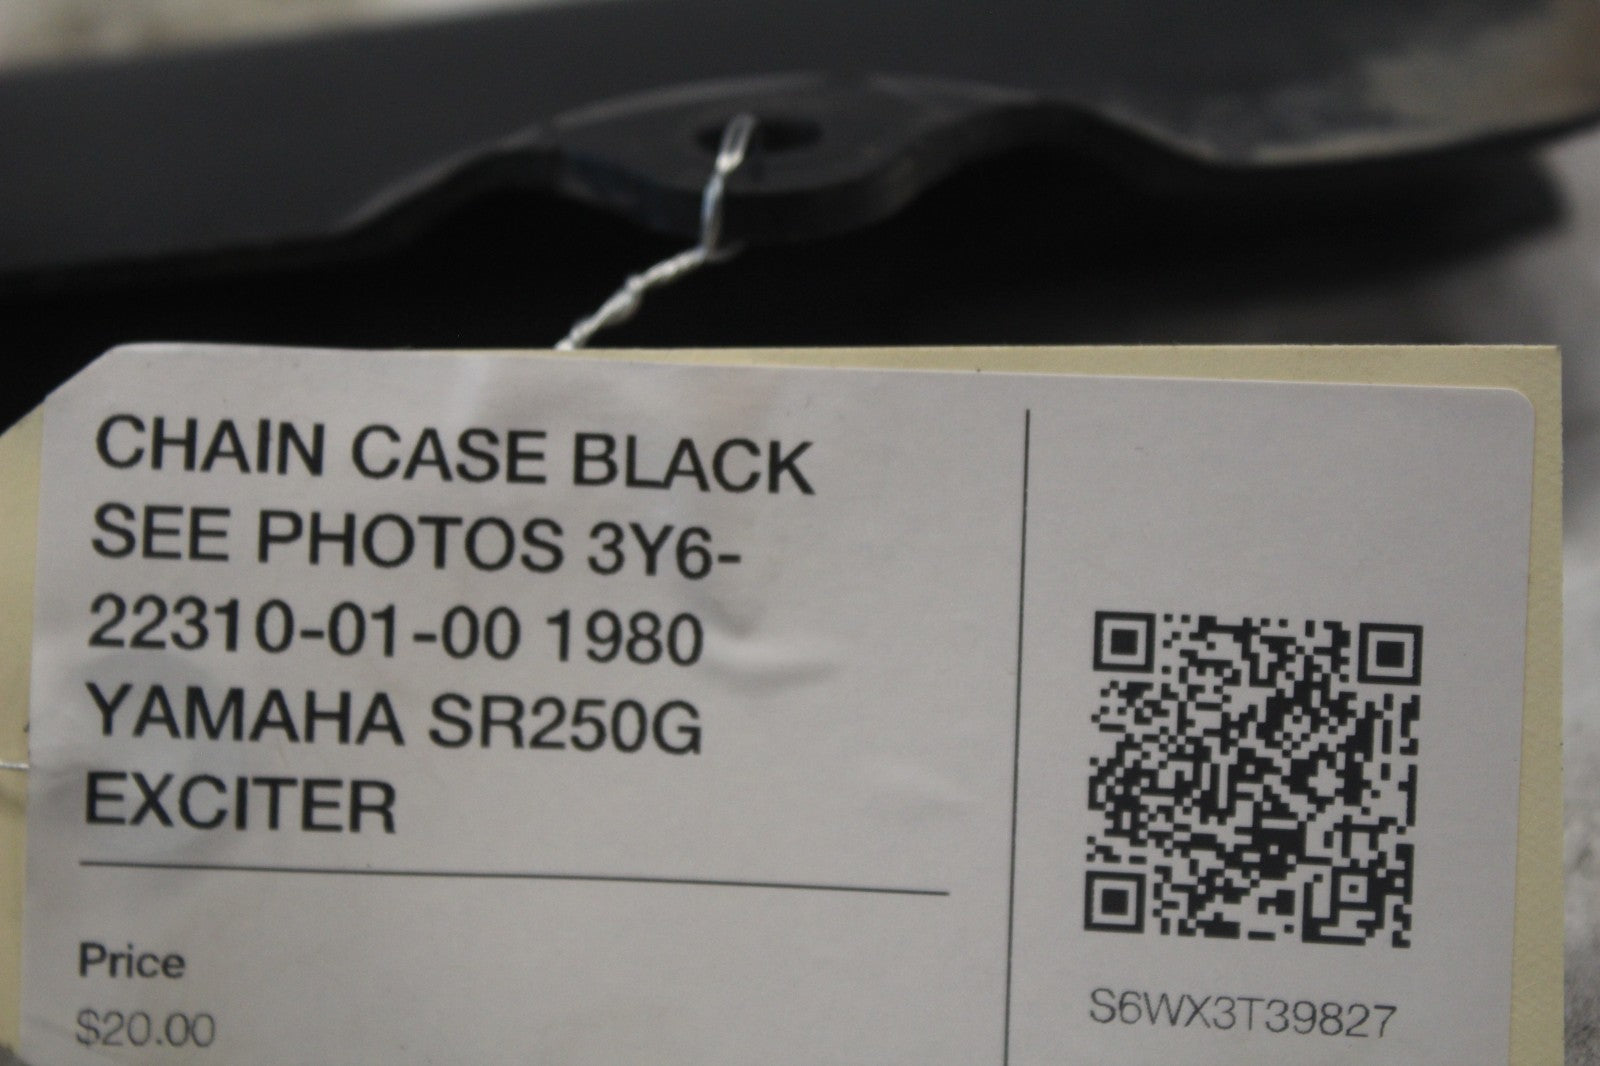 CHAIN CASE BLACK
SEE PHOTOS 3Y6-
22310-01-00 1980
YAMAHA SR250G
EXCITER
Price
$20.00
S6WX3T39827